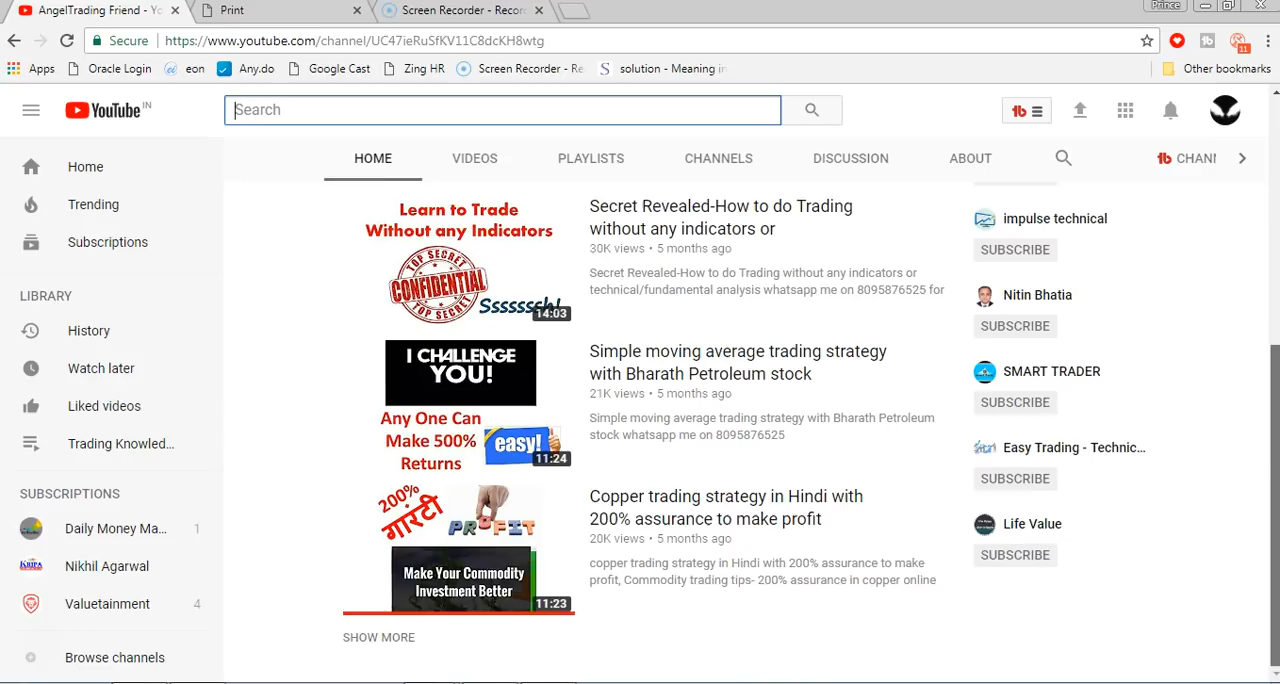 AngelTrading Friend - Yo
Print
Screen Recorder - Record
Prince
Secure
https://www.youtube.com/channel/UC47ieRuSfKV11C8dcKH8wtg
11
Apps
Oracle Login
eon
Any.do
Google Cast
Zing HR
Screen Recorder - Re
solution - Meaning in
Other bookmarks
YouTube IN
Search
HOME
VIDEOS
PLAYLISTS
CHANNELS
DISCUSSION
ABOUT
CHANN
Home
Trending
Subscriptions
LIBRARY
History
Watch later
Liked videos
Trading Knowled...
SUBSCRIPTIONS
Daily Money Ma... 1
Nikhil Agarwal
Valuetainment 4
Browse channels
Learn to Trade
Without any Indicators
TOP SECRET
CONFIDENTIAL
TOP SECRET
Ssssssch!
14:03
Secret Revealed-How to do Trading
without any indicators or
30K views • 5 months ago
Secret Revealed-How to do Trading without any indicators or
technical/fundamental analysis whatsapp me on 8095876525 for
I CHALLENGE
YOU!
Any One Can
Make 500%
Returns
easy!
11:24
Simple moving average trading strategy
with Bharath Petroleum stock
21K views • 5 months ago
Simple moving average trading strategy with Bharath Petroleum
stock whatsapp me on 8095876525
200%
गारंटी
PROFIT
Make Your Commodity
Investment Better
11:23
Copper trading strategy in Hindi with
200% assurance to make profit
20K views • 5 months ago
copper trading strategy in Hindi with 200% assurance to make
profit, Commodity trading tips- 200% assurance in copper online
SHOW MORE
impulse technical
SUBSCRIBE
Nitin Bhatia
SUBSCRIBE
SMART TRADER
SUBSCRIBE
Easy Trading - Technic...
SUBSCRIBE
Life Value
SUBSCRIBE